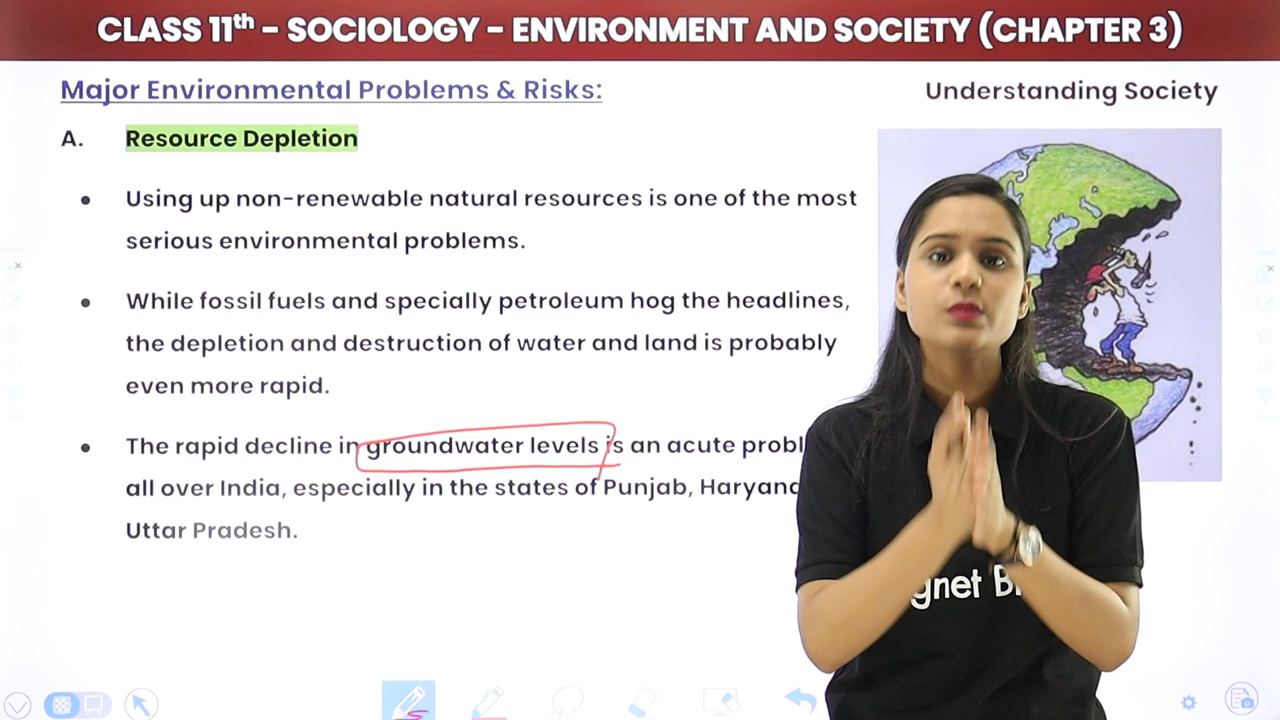 CLASS 11th - SOCIOLOGY - ENVIRONMENT AND SOCIETY (CHAPTER 3)
Major Environmental Problems & Risks:
Understanding Society
A. Resource Depletion
• Using up non-renewable natural resources is one of the most
serious environmental problems.
• While fossil fuels and specially petroleum hog the headlines,
the depletion and destruction of water and land is probably
even more rapid.
• The rapid decline in groundwater levels is an acute
all over India, especially in the states of Punjab,
Uttar Pradesh.